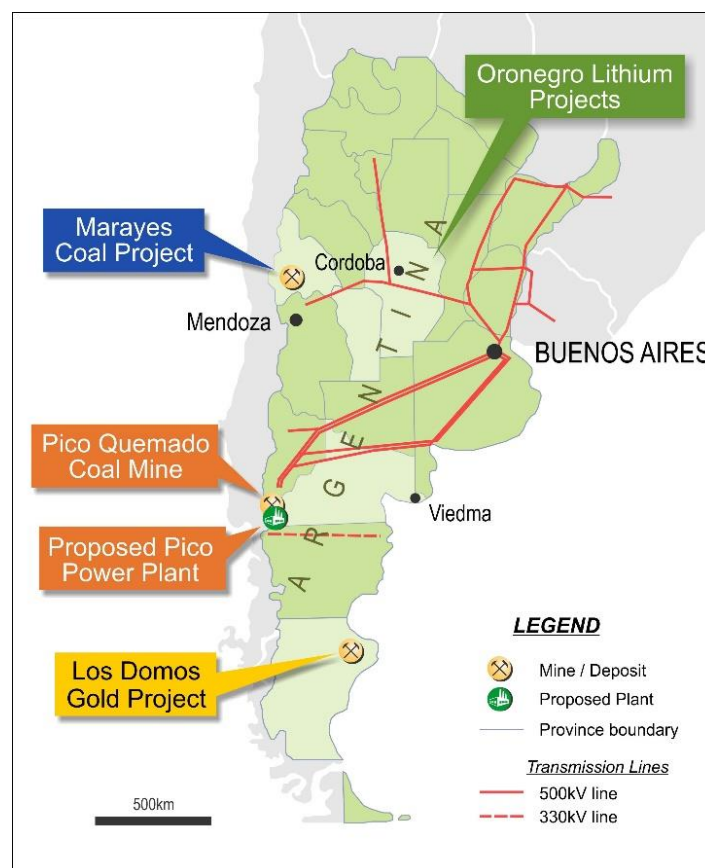 Oronegro Lithium
Projects
Marayes
Coal Project
Cordoba
Mendoza
BUENOS AIRES
ARGENTINA
Pico Quemado
Coal Mine
Viedma
Proposed Pico
Power Plant
Los Domos
Gold Project
LEGEND
Mine / Deposit
Proposed Plant
Province boundary
Transmission Lines
500kV line
330kV line
500km